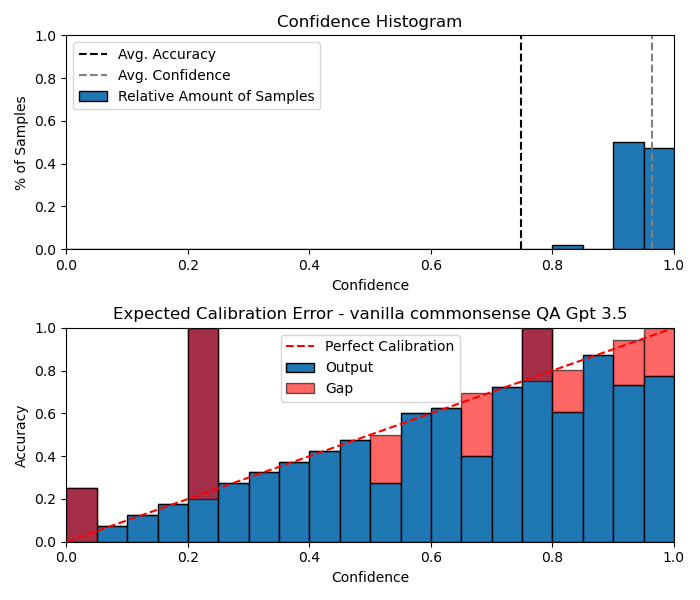 Confidence Histogram
1.0
0.8
0.6
0.4
0.2
0.0
% of Samples
Avg. Accuracy
Avg. Confidence
Relative Amount of Samples
0.0 0.2 0.4 0.6 0.8 1.0
Confidence
Expected Calibration Error - vanilla commonsense QA Gpt 3.5
1.0
0.8
0.6
0.4
0.2
0.0
Accuracy
Perfect Calibration
Output
Gap
0.0 0.2 0.4 0.6 0.8 1.0
Confidence